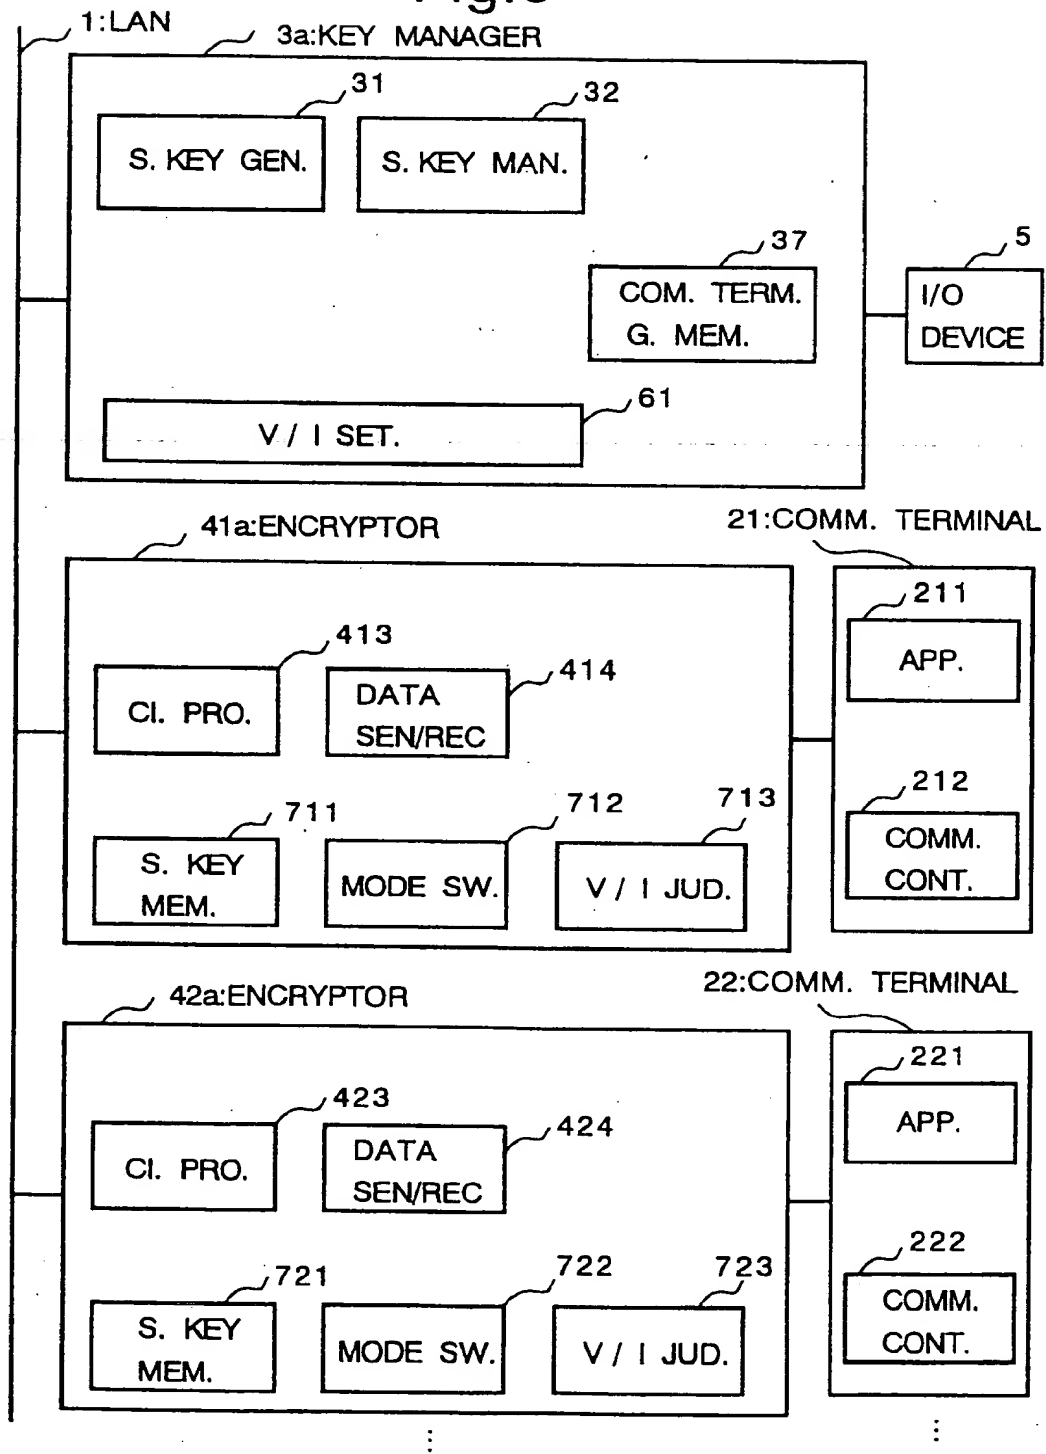 1:LAN
3a:KEY MANAGER
31
32
S. KEY GEN.
S. KEY MAN.
37
5
COM. TERM.
G. MEM.
I/O
DEVICE
61
V / I SET.
41a:ENCRYPTOR
21:COMM. TERMINAL
211
APP.
413
414
CI. PRO.
DATA
SEN/REC
212
COMM.
CONT.
711
712
713
S. KEY
MEM.
MODE SW.
V / I JUD.
42a:ENCRYPTOR
22:COMM. TERMINAL
221
APP.
423
424
CI. PRO.
DATA
SEN/REC
222
COMM.
CONT.
721
722
723
S. KEY
MEM.
MODE SW.
V / I JUD.